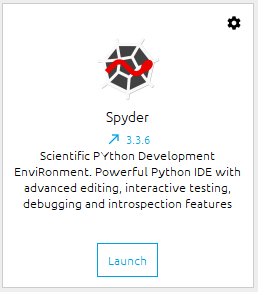 Spyder
3.3.6
Scientific PYthon Development
EnviRonment. Powerful Python IDE with
advanced editing, interactive testing,
debugging and introspection features
Launch